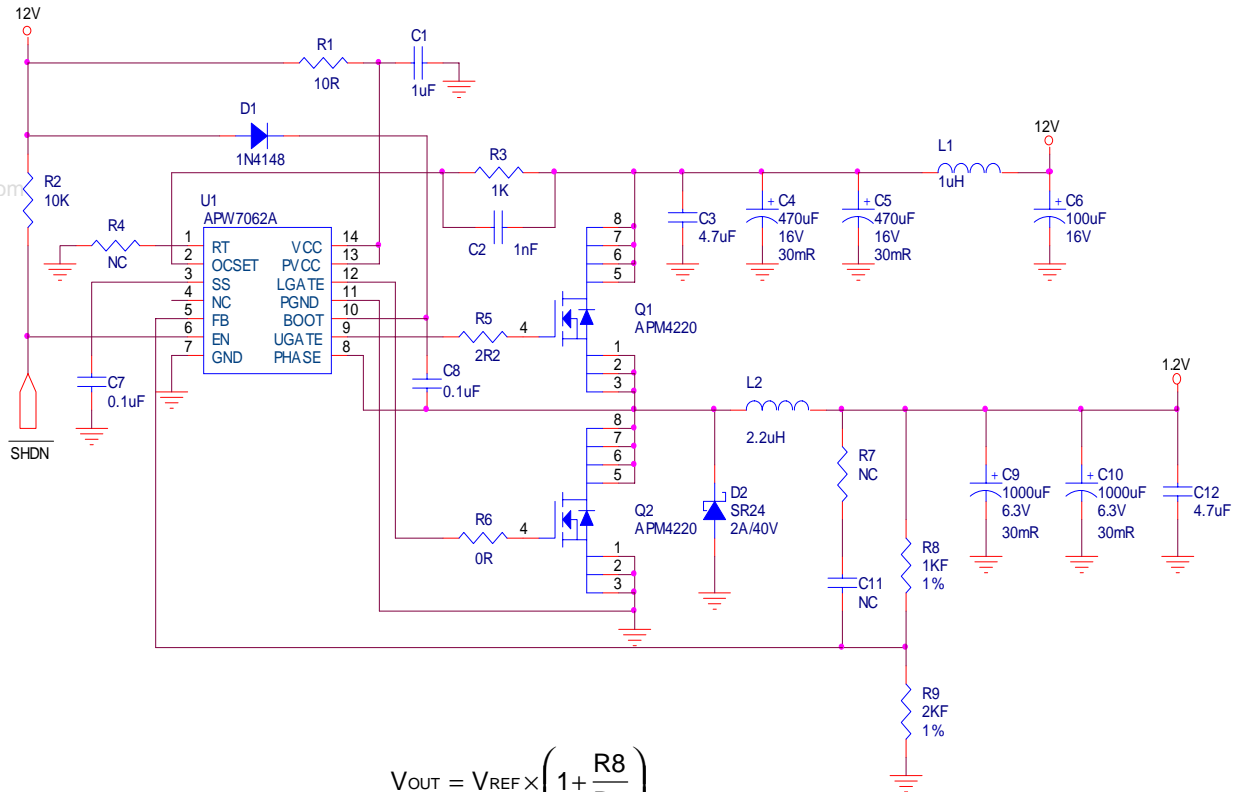 12V
R1
10R
C1
1uF
D1
1N4148
R2
10K
R3
1K
C2
1nF
12V
L1
1uH
C3
4.7uF
+ C4
470uF
16V
30mR
+ C5
470uF
16V
30mR
+ C6
100uF
16V
R4
NC
U1
APW7062A
1 RT VCC 14
2 OCSET PVCC 13
3 SS LGATE 12
4 NC PGND 11
5 FB BOOT 10
6 EN UGATE 9
7 GND PHASE 8
8
7
6
5
R5
2R2
4
Q1
APM4220
1
2
3
C7
0.1uF
C8
0.1uF
SHDN
L2
2.2uH
1.2V
8
7
6
5
R6
0R
4
Q2
APM4220
1
2
3
D2
SR24
2A/40V
R7
NC
C11
NC
R8
1KF
1%
+ C9
1000uF
6.3V
30mR
+ C10
1000uF
6.3V
30mR
C12
4.7uF
R9
2KF
1%
VOUT = VREF × (1 + R8